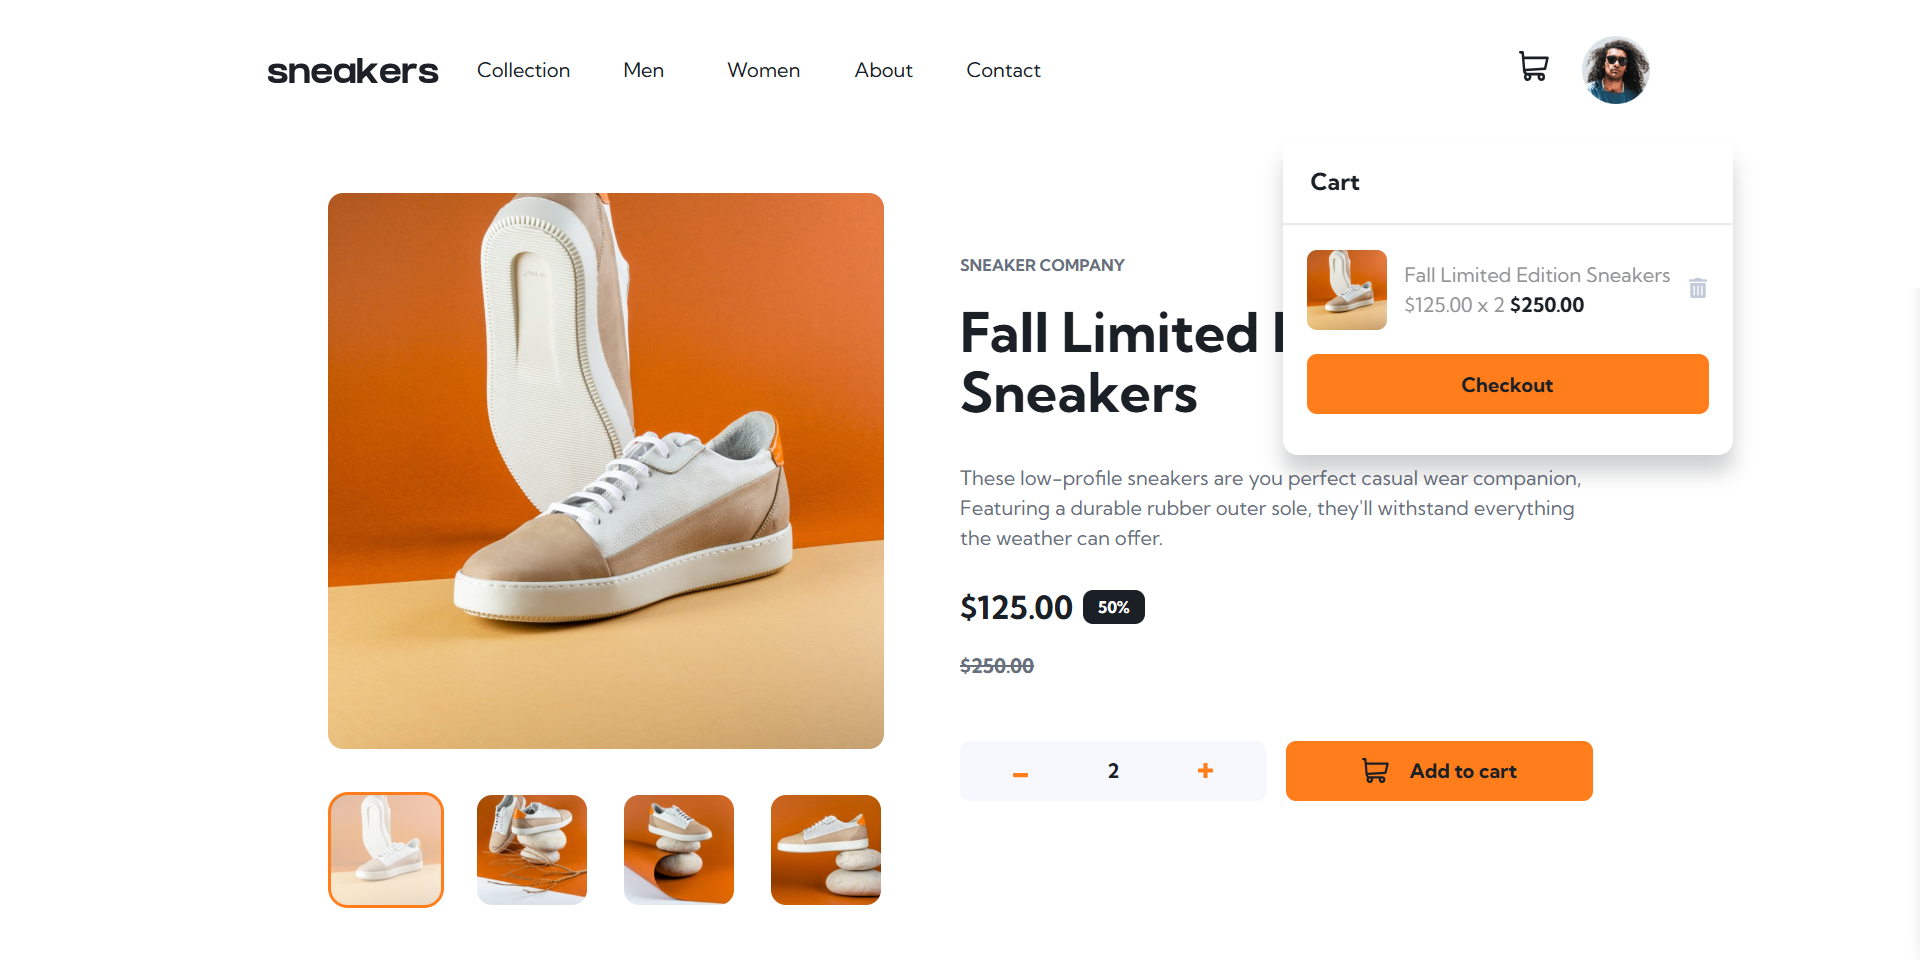 sneakers
Collection
Men
Women
About
Contact
Cart
Fall Limited Edition Sneakers
$125.00 x 2 $250.00
Checkout
SNEAKER COMPANY
Fall Limited
Sneakers
These low-profile sneakers are you perfect casual wear companion,
Featuring a durable rubber outer sole, they'll withstand everything
the weather can offer.
$125.00 50%
$250.00
2
Add to cart